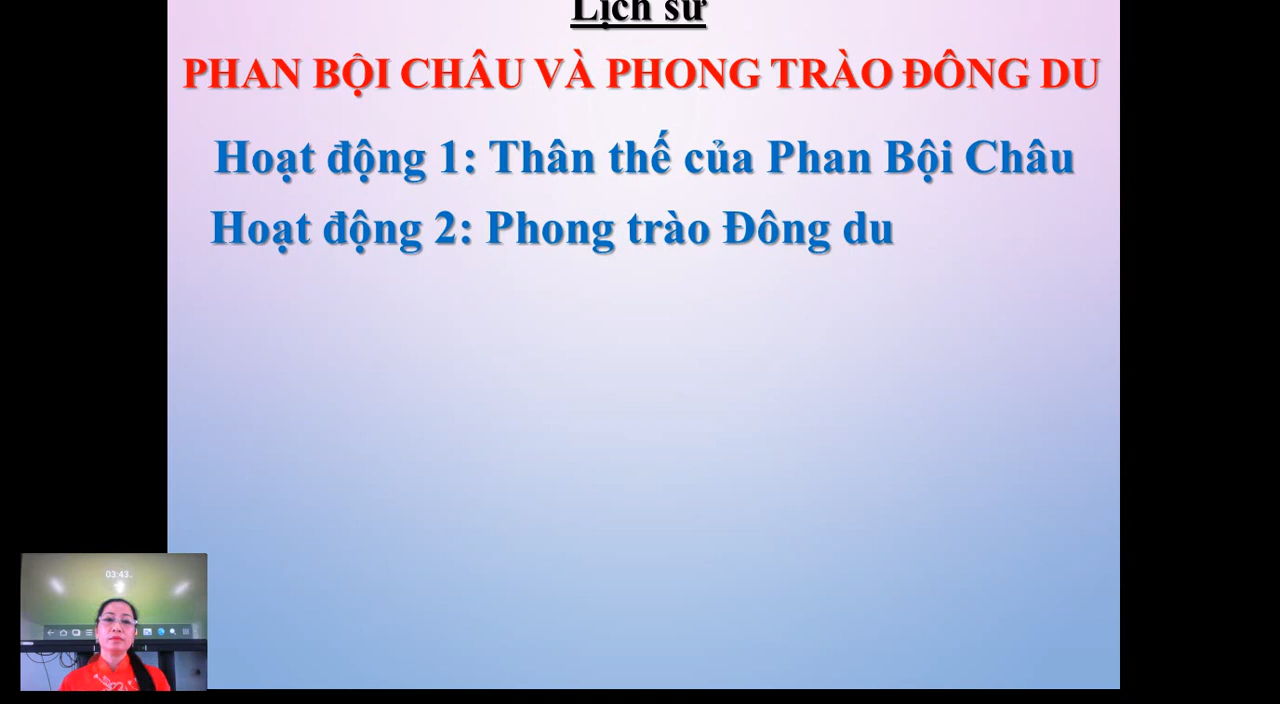 Lịch sử
PHAN BỘI CHÂU VÀ PHONG TRÀO ĐÔNG DU
Hoạt động 1: Thân thế của Phan Bội Châu
Hoạt động 2: Phong trào Đông du
03:43